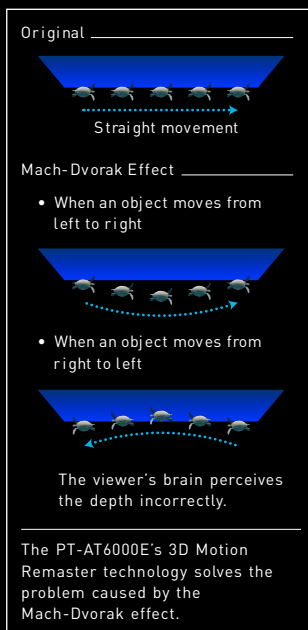 Original
Straight movement
Mach-Dvorak Effect
• When an object moves from
left to right
• When an object moves from
right to left
The viewer's brain perceives
the depth incorrectly.
The PT-AT6000E's 3D Motion
Remaster technology solves the
problem caused by the
Mach-Dvorak effect.